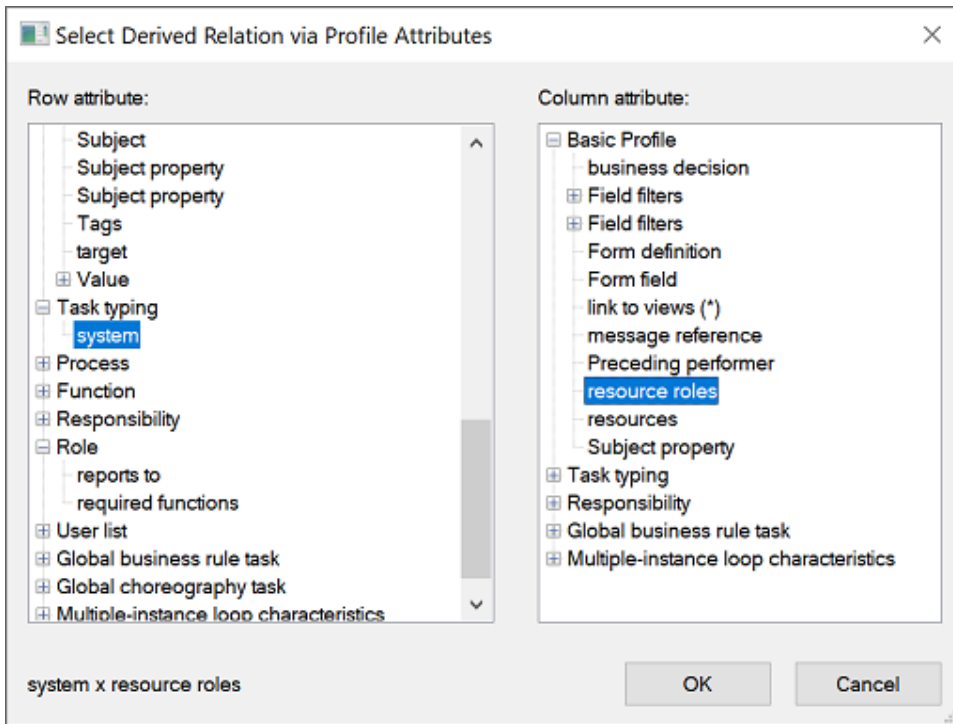 Select Derived Relation via Profile Attributes
Row attribute:
Subject
Subject property
Subject property
Tags
target
Value
Task typing
system
Process
Function
Responsibility
Role
reports to
required functions
User list
Global business rule task
Global choreography task
Multiple-instance loop characteristics
Column attribute:
Basic Profile
business decision
Field filters
Field filters
Form definition
Form field
link to views (*)
message reference
Preceding performer
resource roles
resources
Subject property
Task typing
Responsibility
Global business rule task
Multiple-instance loop characteristics
system x resource roles
OK
Cancel